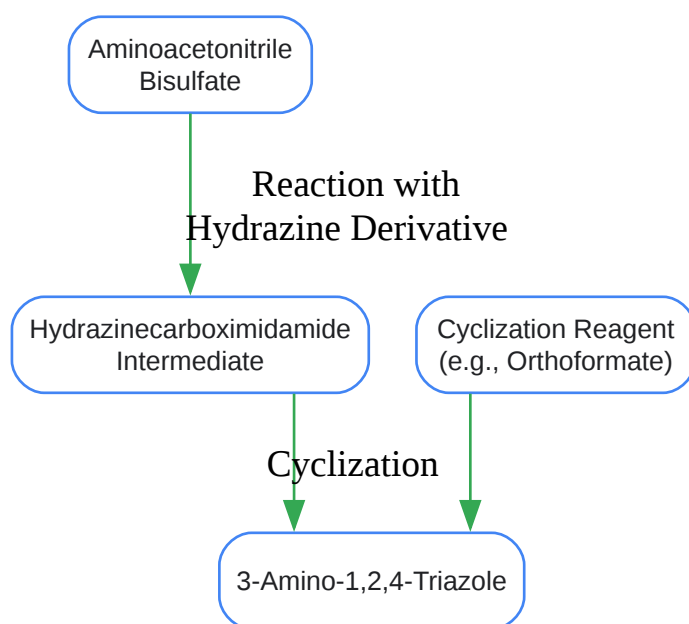 Aminoacetonitrile
Bisulfate
Reaction with
Hydrazine Derivative
Hydrazinecarboximidamide
Intermediate
Cyclization Reagent
(e.g., Orthoformate)
Cyclization
3-Amino-1,2,4-Triazole